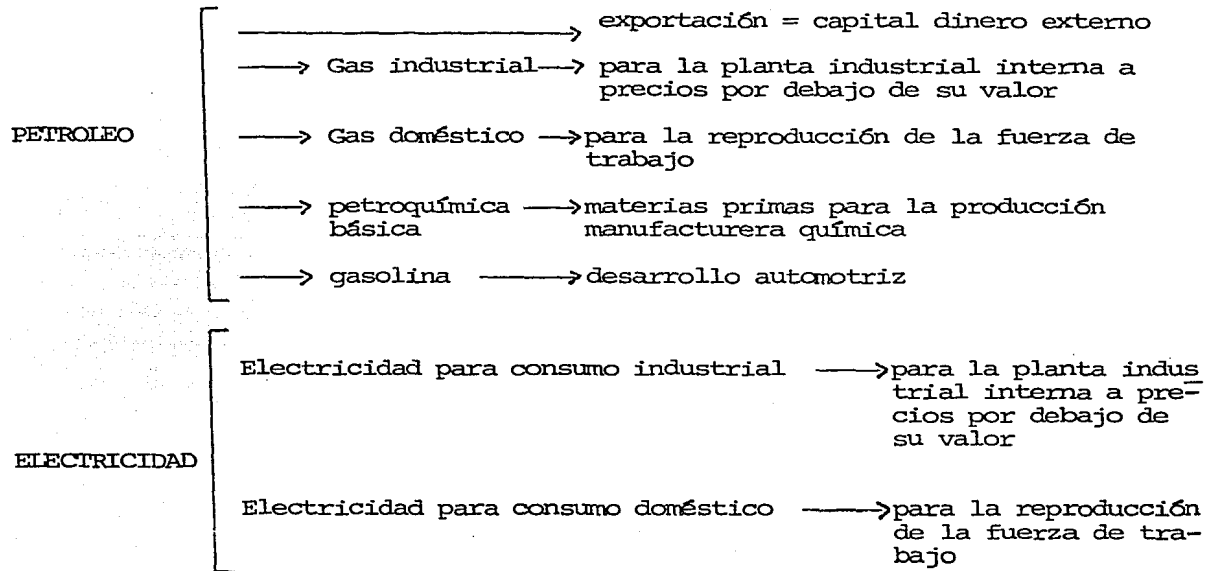 exportación = capital dinero externo
Gas industrial para la planta industrial interna a
precios por debajo de su valor
PETROLEO
Gas doméstico para la reproducción de la fuerza de
trabajo
petroquímica materias primas para la producción
básica manufacturera química
gasolina desarrollo automotriz
Electricidad para consumo industrial para la planta indus
trial interna a pre-
cios por debajo de
su valor
ELECTRICIDAD
Electricidad para consumo doméstico para la reproducción
de la fuerza de tra-
bajo